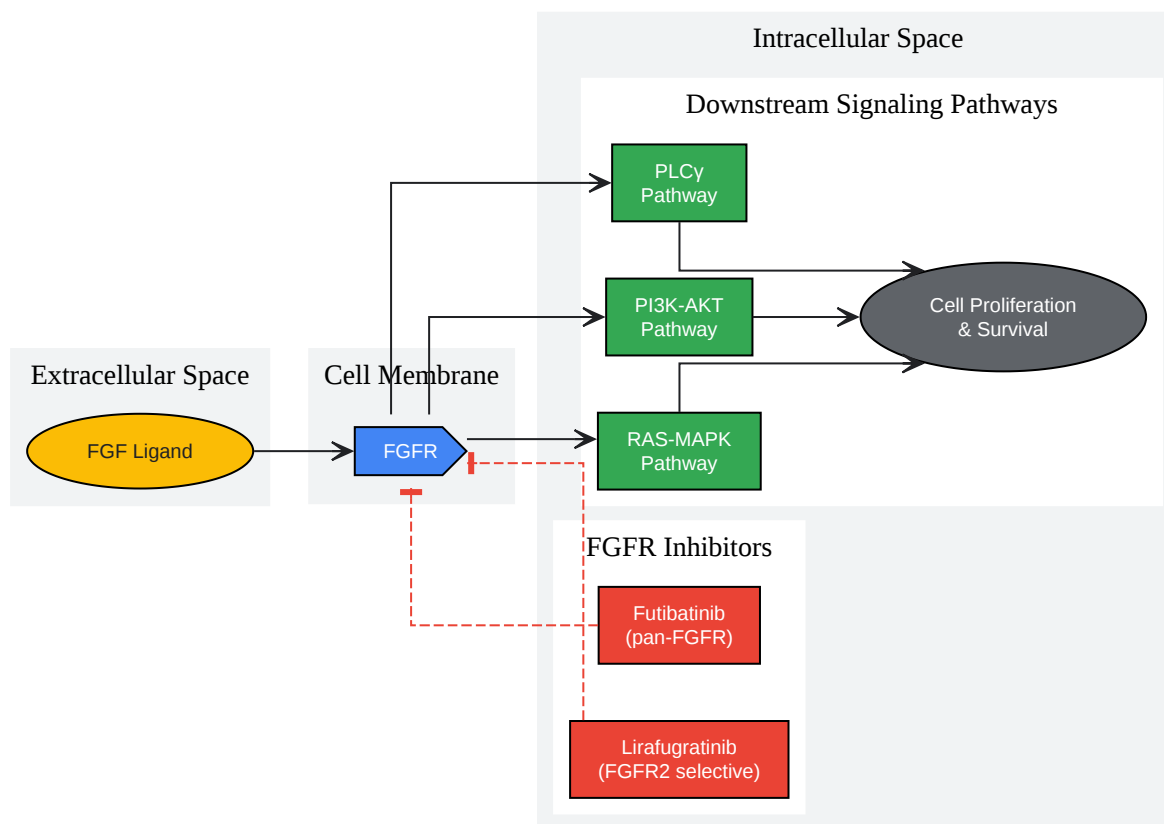 Intracellular Space
Downstream Signaling Pathways
PLCγ
Pathway
PI3K-AKT
Pathway
Cell Proliferation
& Survival
Extracellular Space
Cell Membrane
FGF Ligand
FGFR
RAS-MAPK
Pathway
FGFR Inhibitors
Futibatinib
(pan-FGFR)
Lirafugratinib
(FGFR2 selective)